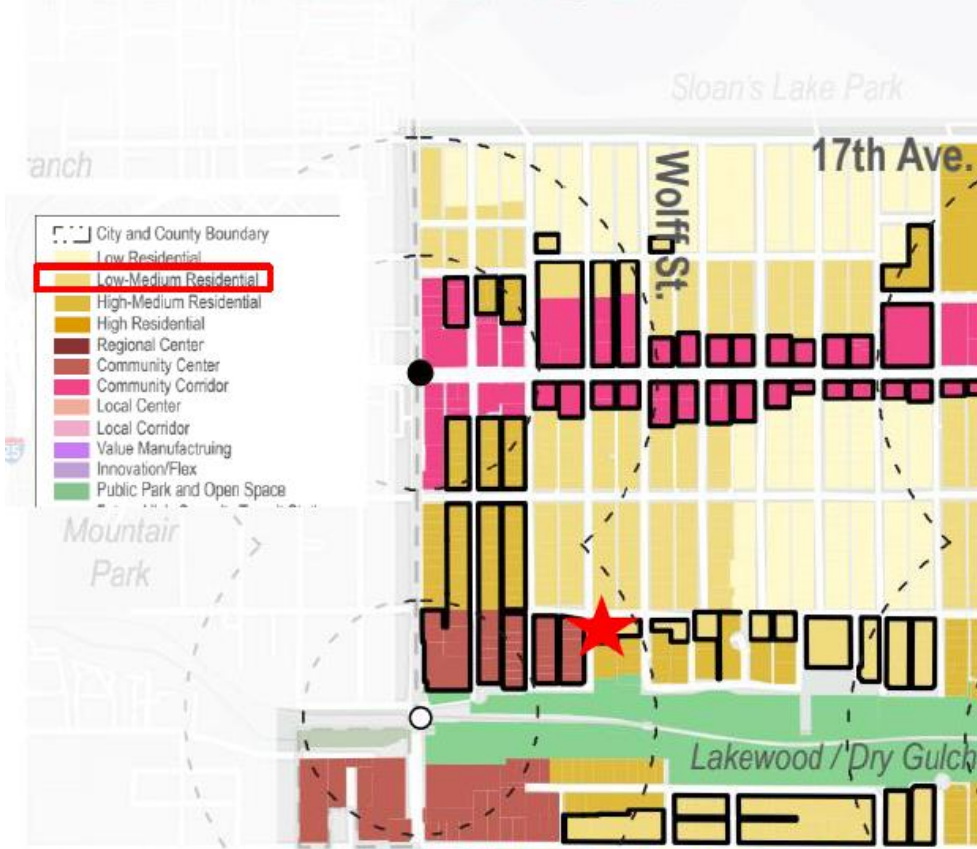 Sloan's Lake Park
17th Ave.
ranch
Wolff St.
City and County Boundary
Low Residential
Low-Medium Residential
High-Medium Residential
High Residential
Regional Center
Community Center
Community Corridor
Local Center
Local Corridor
Value Manufactruing
Innovation/Flex
Public Park and Open Space
Mountair
Park
Lakewood / Dry Gulch